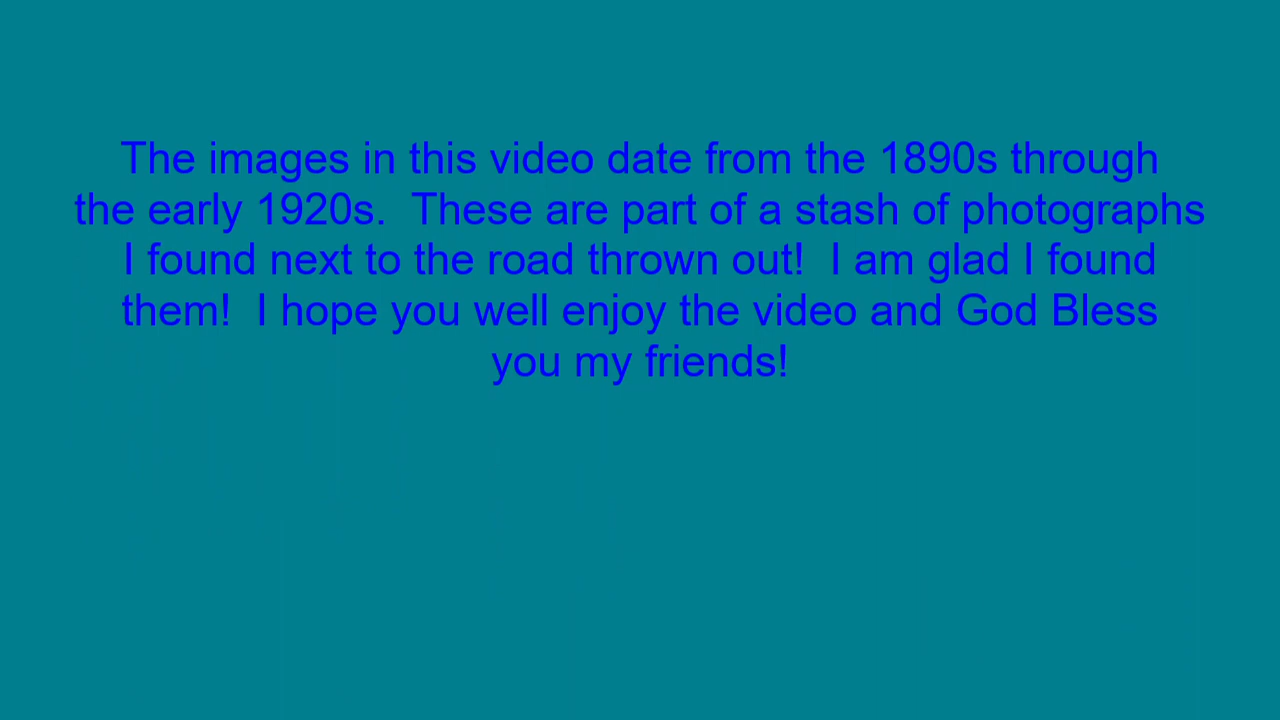 The images in this video date from the 1890s through
the early 1920s.  These are part of a stash of photographs
I found next to the road thrown out!  I am glad I found
them!  I hope you well enjoy the video and God Bless
you my friends!